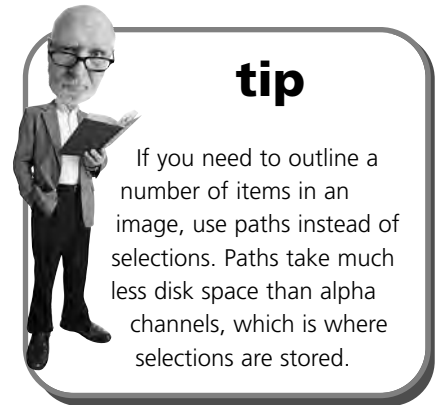 tip
If you need to outline a
number of items in an
image, use paths instead of
selections. Paths take much
less disk space than alpha
channels, which is where
selections are stored.